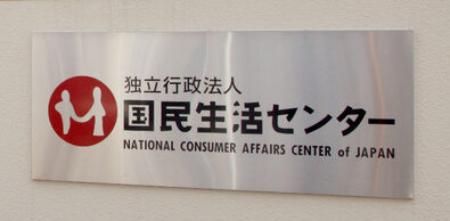 独立行政法人
国民生活センター
NATIONAL CONSUMER AFFAIRS CENTER of JAPAN